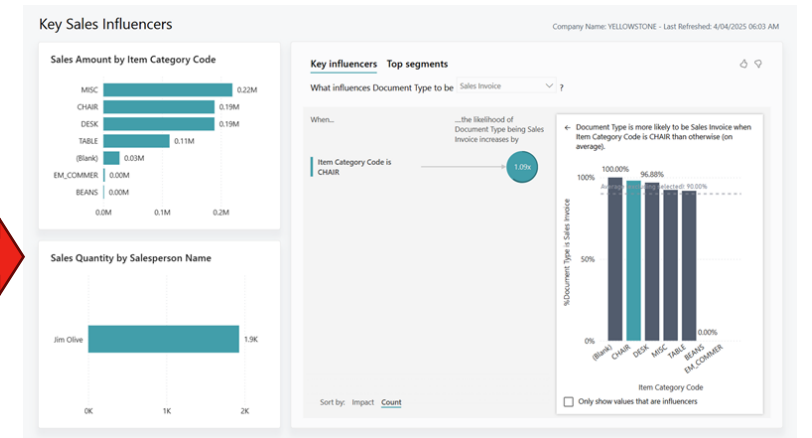 Key Sales Influencers
Company Name: YELLOWSTONE - Last Refreshed: 4/04/2025 06:03 AM
Sales Amount by Item Category Code
MISC 0.22M
CHAIR 0.19M
DESK 0.19M
TABLE 0.11M
(Blank) 0.03M
EM_COMMER 0.00M
BEANS 0.00M
0.0M 0.1M 0.2M
Sales Quantity by Salesperson Name
Jim Olive 1.9K
0K 1K 2K
Key influencers Top segments
What influences Document Type to be Sales Invoice ?
When...
....the likelihood of
Document Type being Sales
Invoice increases by
Item Category Code is
CHAIR
1.09x
Sort by: Impact Count
← Document Type is more likely to be Sales Invoice when
Item Category Code is CHAIR than otherwise (on
average).
%Document Type is Sales Invoice
100% 100.00% 96.88%
Average selected): 90.00%
50%
0% 0.00%
(Blank) CHAIR DESK MISC TABLE BEANS EM_COMMER
Item Category Code
Only show values that are influencers